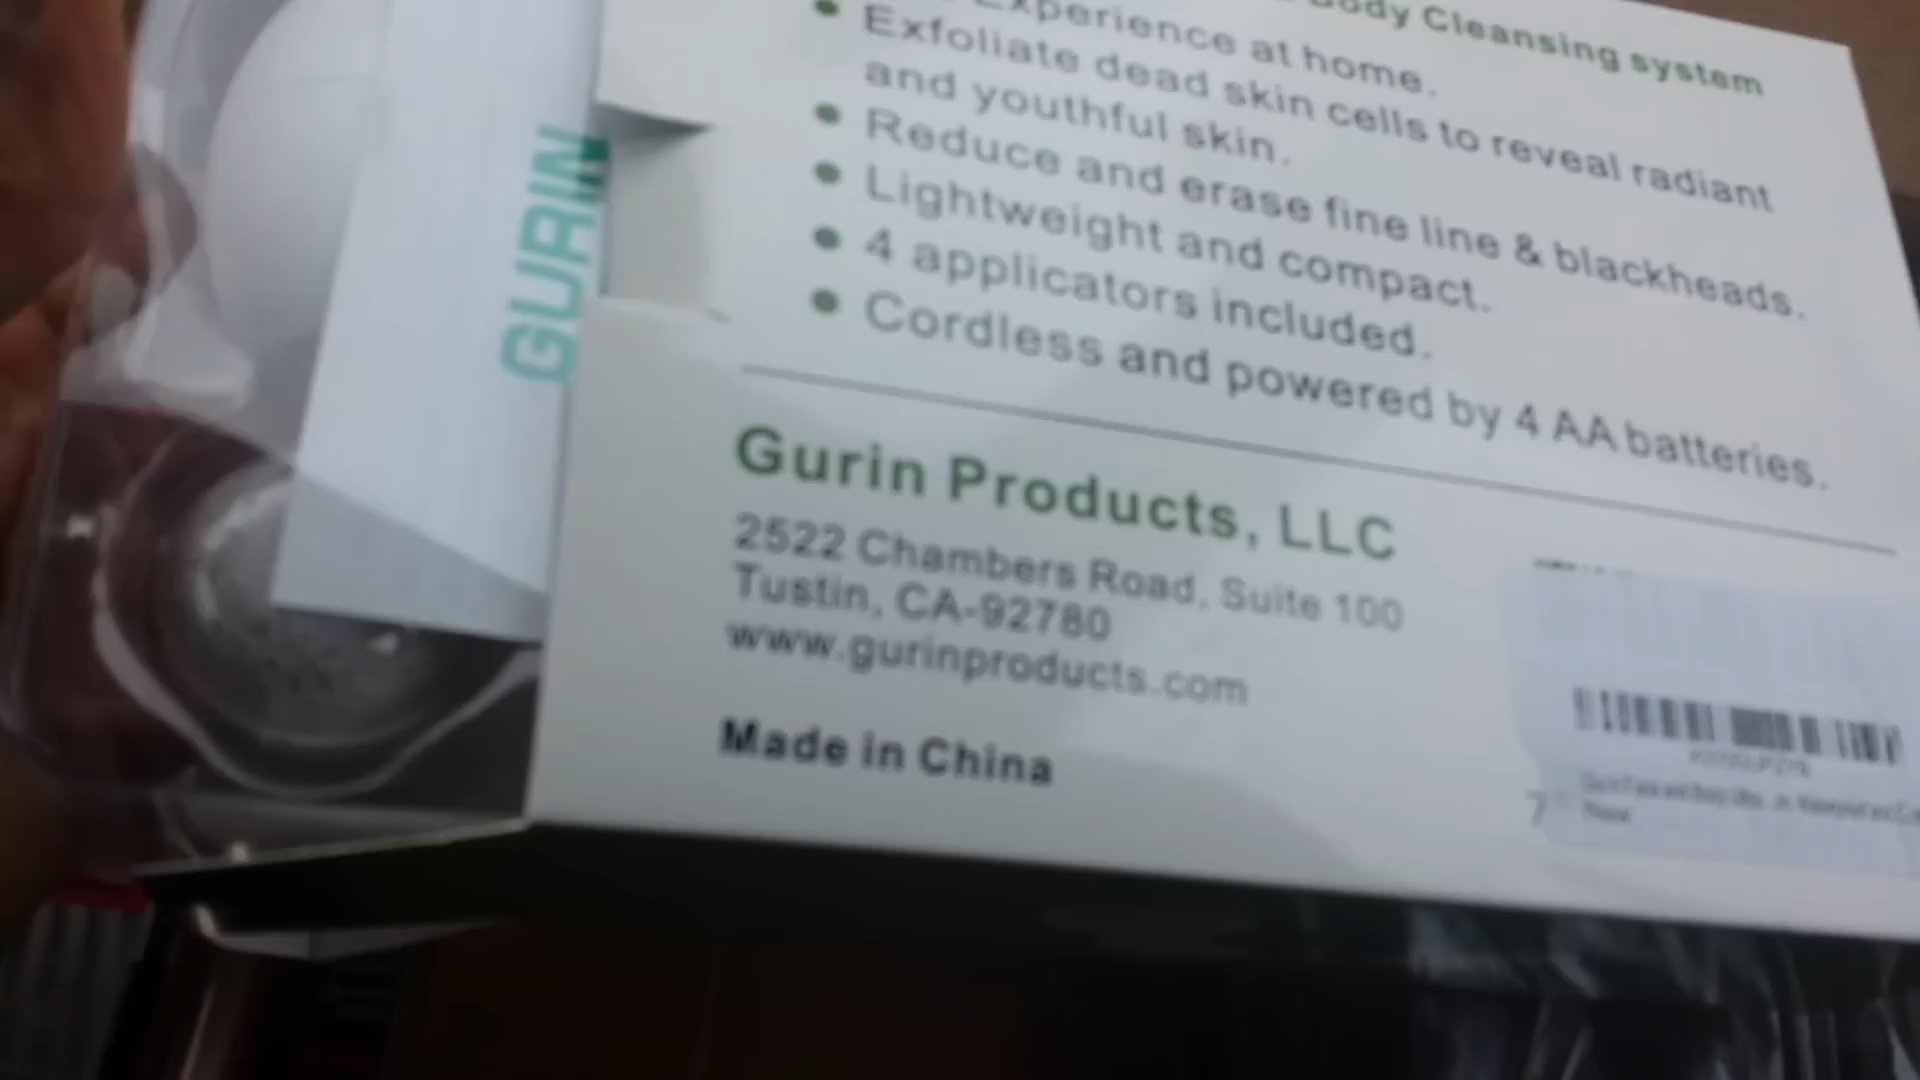 Body Cleansing system
Experience at home.
Exfoliate dead skin cells to reveal radiant
and youthful skin.
Reduce and erase fine line & blackheads.
Lightweight and compact.
4 applicators included.
Cordless and powered by 4 AA batteries.
GURIN
Gurin Products, LLC
2522 Chambers Road, Suite 100
Tustin, CA-92780
www.gurinproducts.com
Made in China